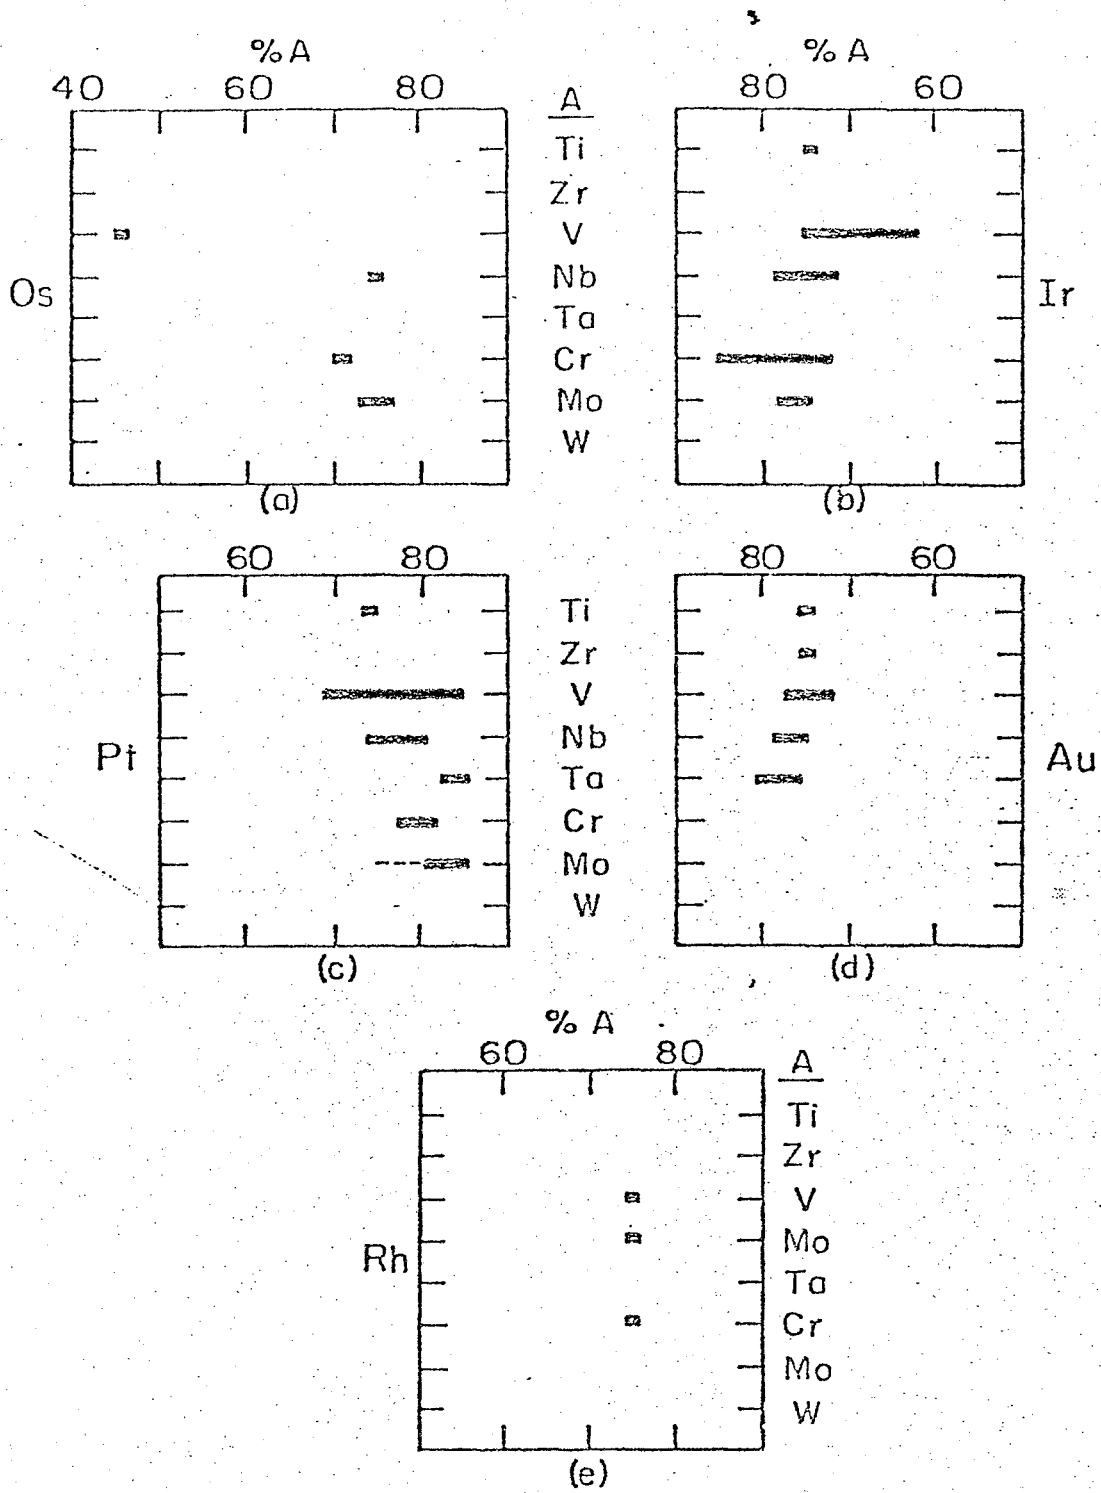 % A % A
40 60 80 A 80 60
Ti
Zr
V
Nb
Os Ir
Ta
Cr
Mo
W
(a) (b)
60 80 80 60
Ti
Zr
V
Nb
Pt Au
Ta
Cr
Mo
W
(c) (d)
% A
60 80 A
Ti
Zr
V
Mo
Rh
Ta
Cr
Mo
W
(e)